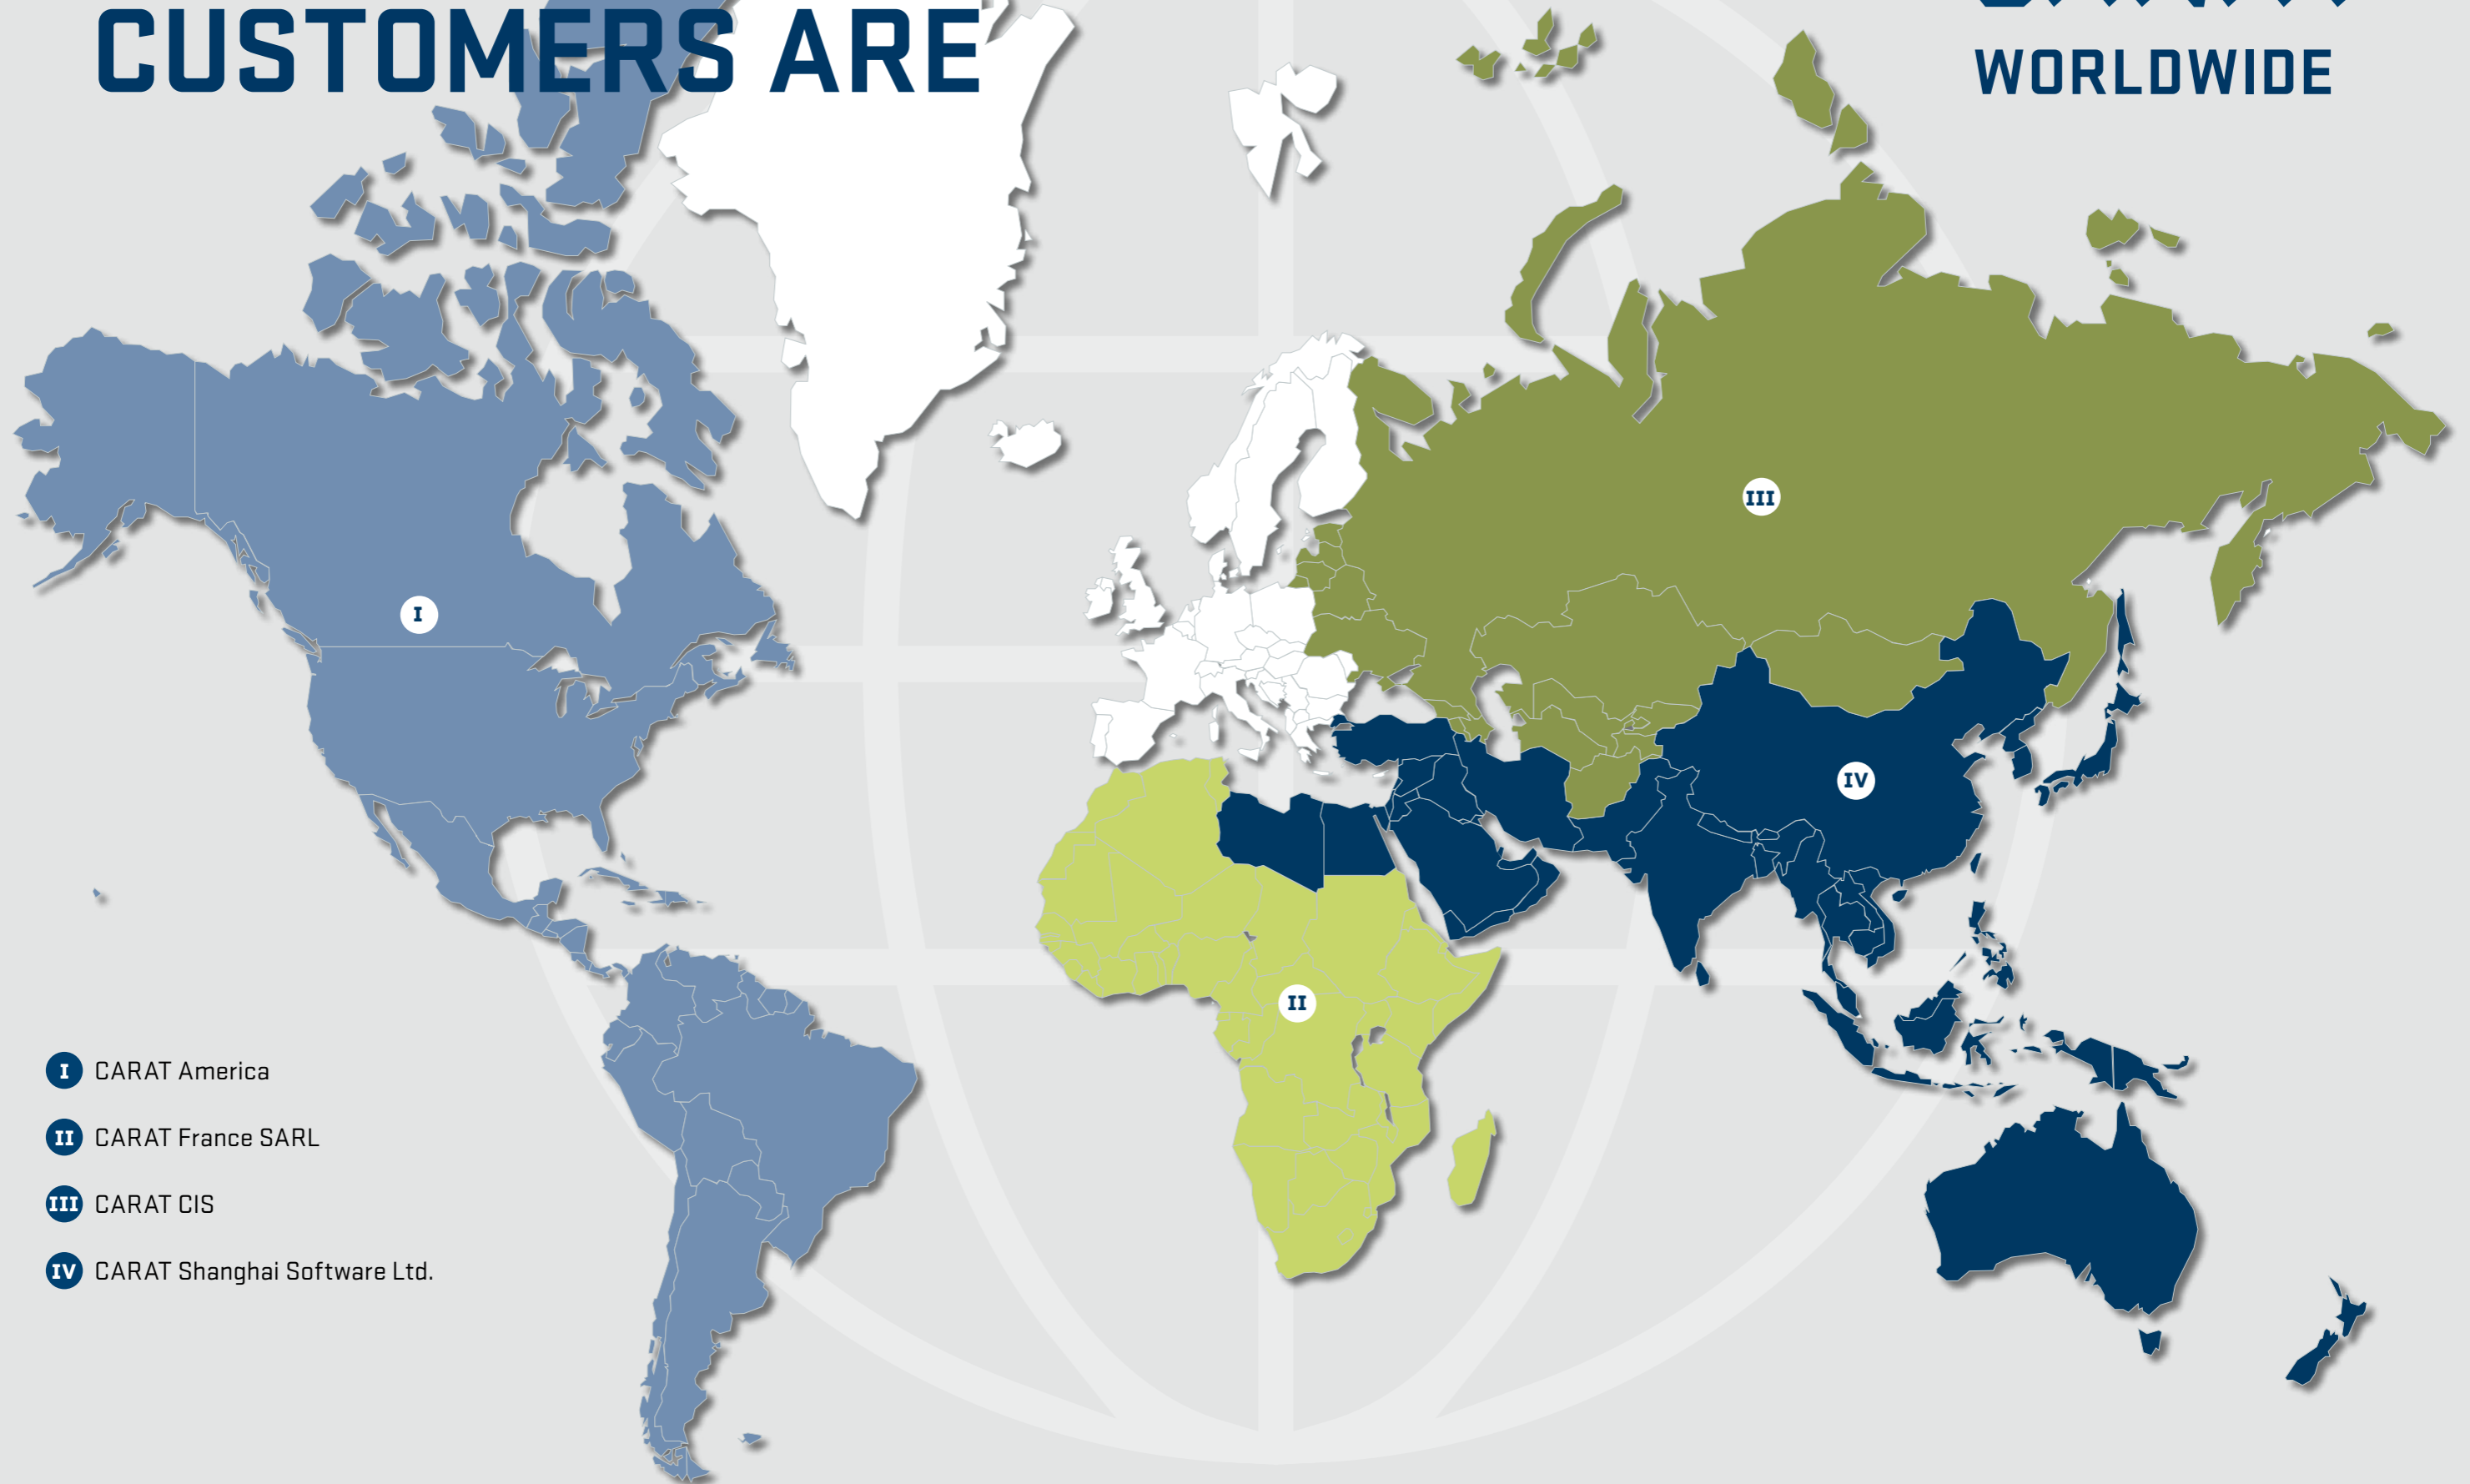 CUSTOMERS ARE
WORLDWIDE
III
I
IV
II
I CARAT America
II CARAT France SARL
III CARAT CIS
IV CARAT Shanghai Software Ltd.